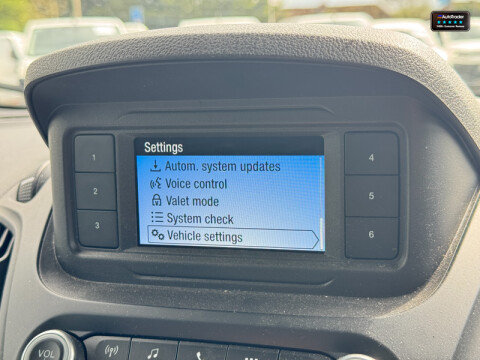 AutoTrader
Settings
Autom. system updates
Voice control
Valet mode
System check
Vehicle settings
1
2
3
4
5
6
VOL